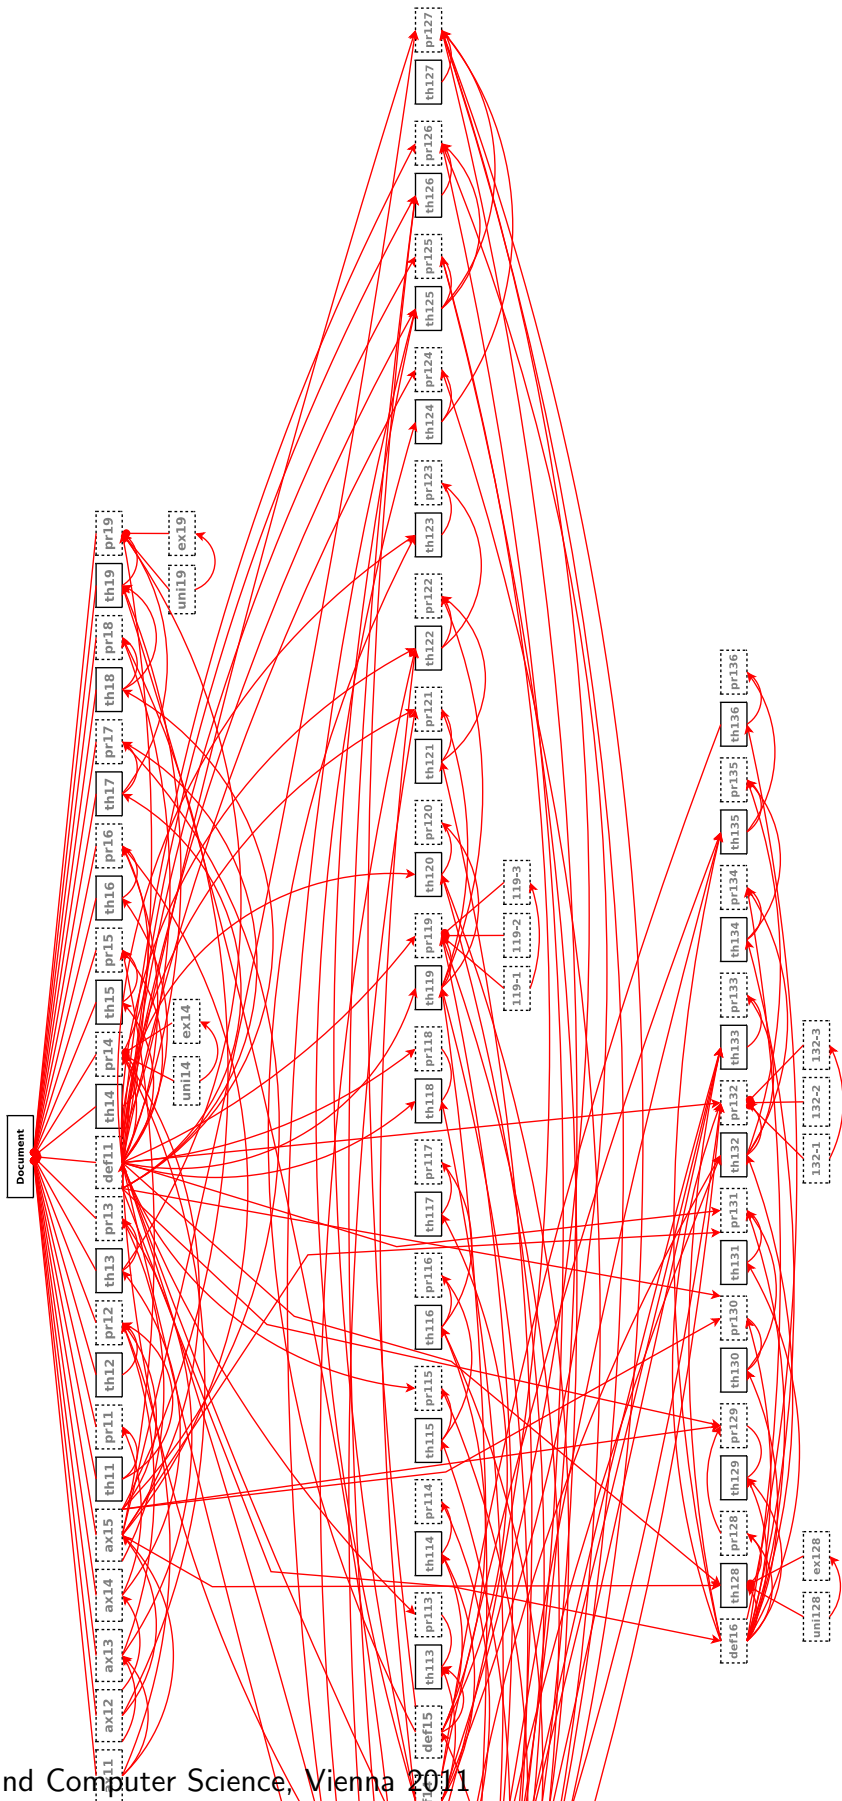 pr127
th127
pr126
th126
pr125
th125
pr124
th124
pr123
th123
pr122
th122
pr121
th121
pr120
th120
pr119
th119
pr118
th118
pr117
th117
pr116
th116
pr115
th115
pr114
th114
pr113
th113
def15
pr19
th19
pr18
th18
pr17
th17
pr16
th16
pr15
th15
pr14
th14
def11
pr13
th13
pr12
th12
pr11
th11
ax15
ax14
ax13
ax12
ax11
ex19
uni19
ex14
uni14
Document
119-3
119-2
119-1
pr136
th136
pr135
th135
pr134
th134
pr133
th133
pr132
th132
pr131
th131
pr130
th130
pr129
th129
pr128
th128
def16
132-3
132-2
132-1
ex128
uni128
nd Computer Science, Vienna 2011